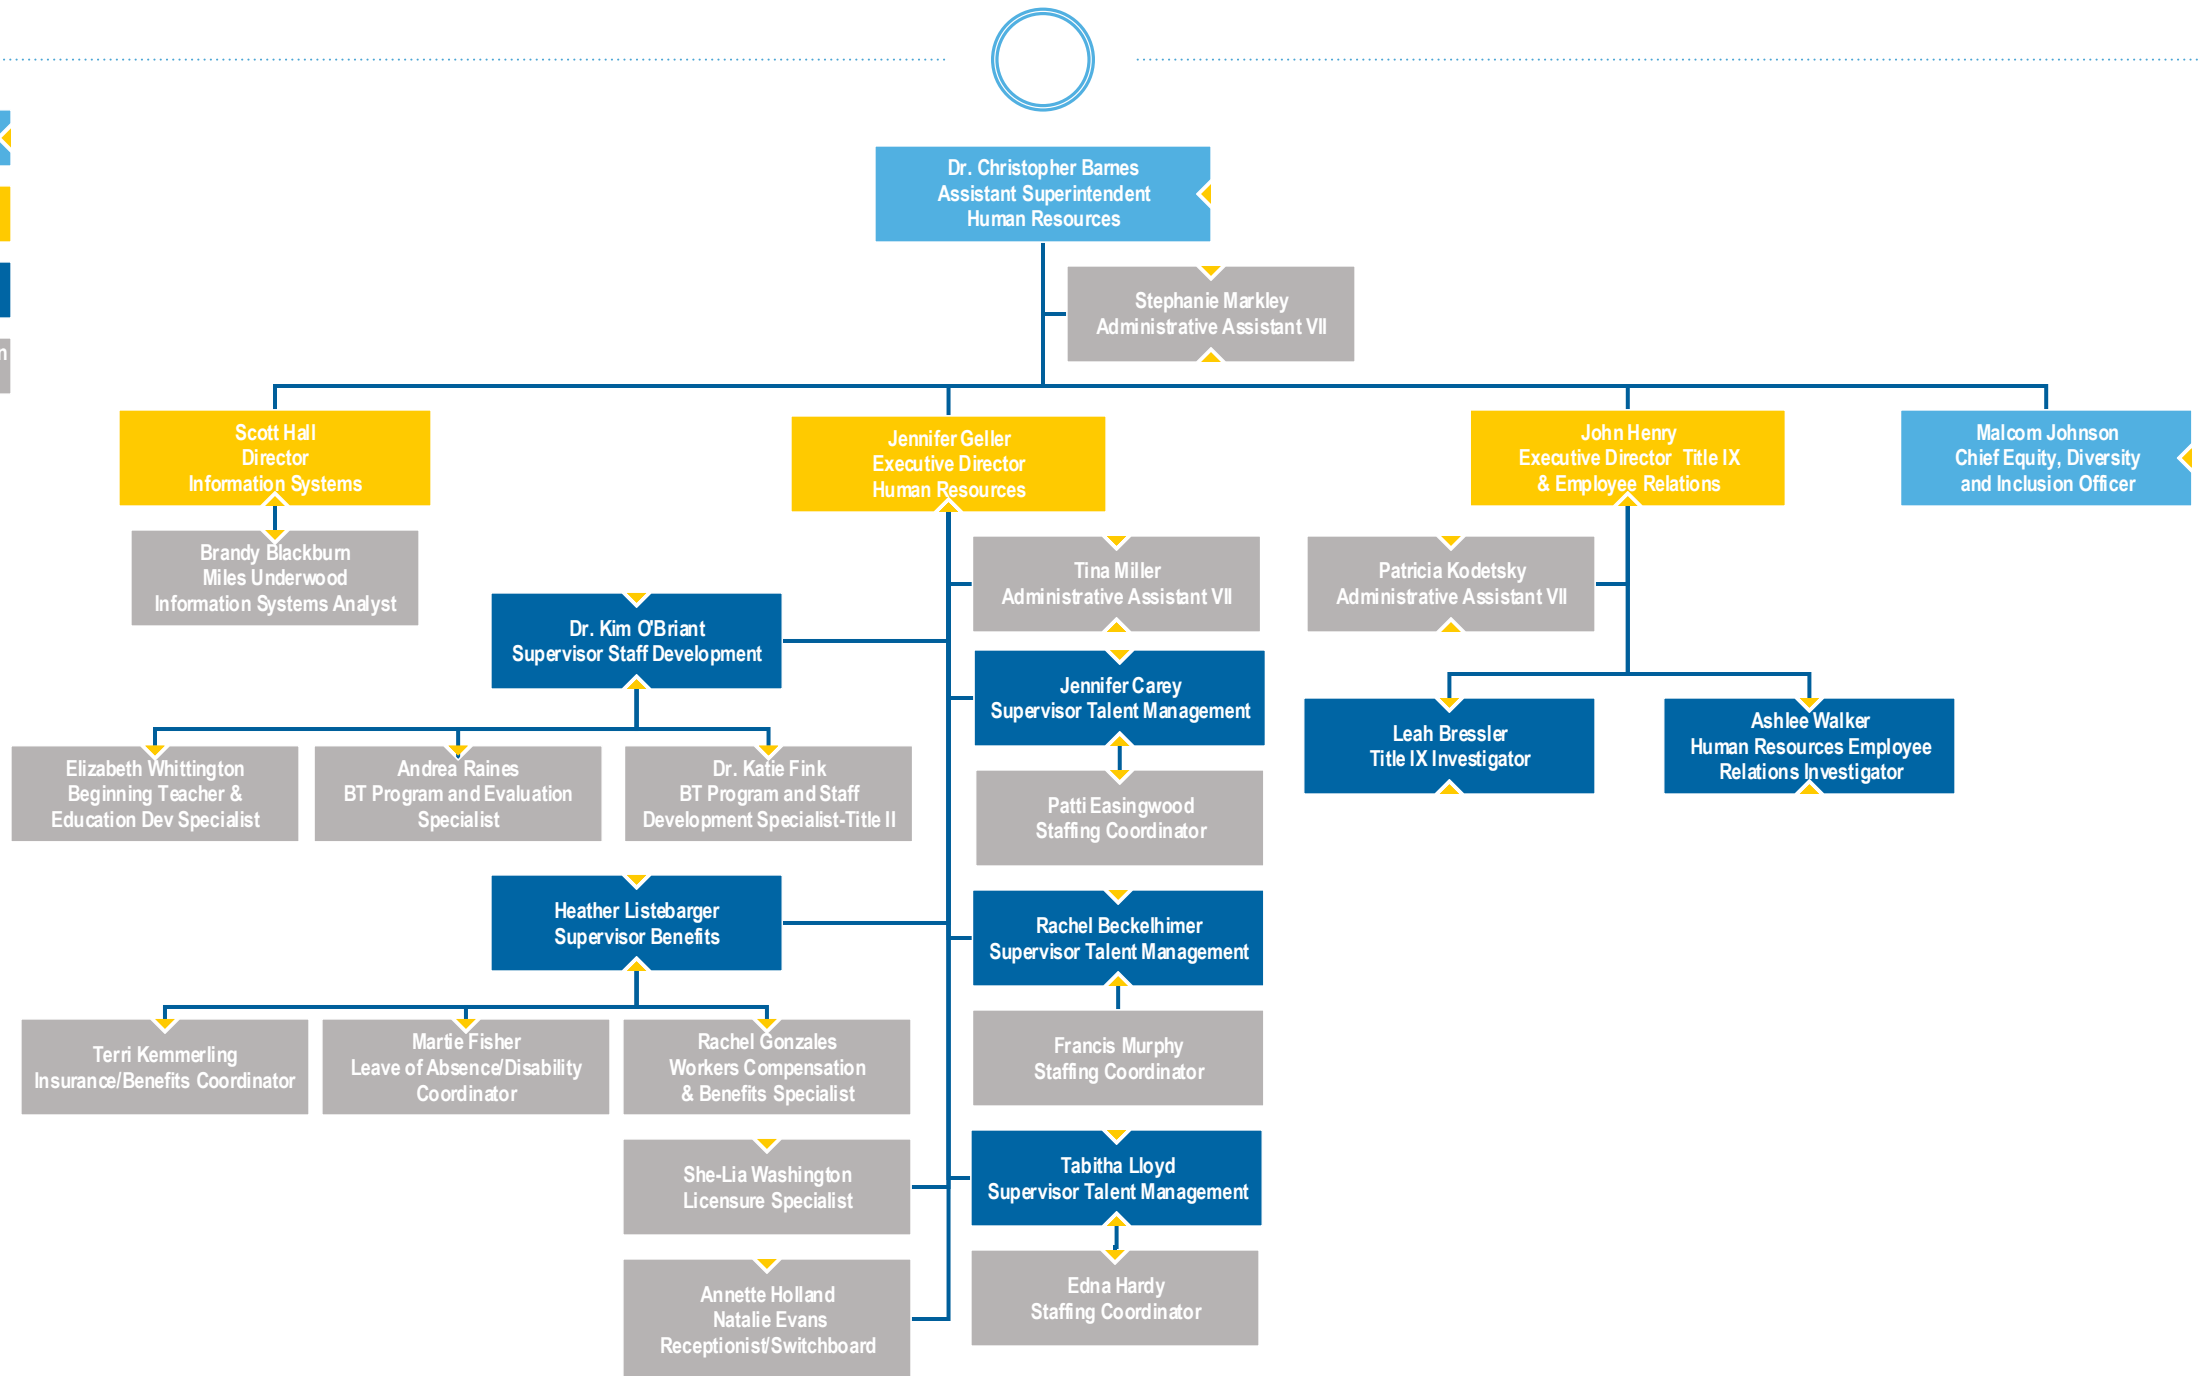 Dr. Christopher Barnes
Assistant Superintendent
Human Resources
Stephanie Markley
Administrative Assistant VII
Scott Hall
Director
Information Systems
Jennifer Geller
Executive Director
Human Resources
John Henry
Executive Director Title IX
& Employee Relations
Malcom Johnson
Chief Equity, Diversity
and Inclusion Officer
Brandy Blackburn
Miles Underwood
Information Systems Analyst
Tina Miller
Administrative Assistant VII
Patricia Kodetsky
Administrative Assistant VII
Dr. Kim O'Briant
Supervisor Staff Development
Jennifer Carey
Supervisor Talent Management
Leah Bressler
Title IX Investigator
Ashlee Walker
Human Resources Employee
Relations Investigator
Elizabeth Whittington
Beginning Teacher &
Education Dev Specialist
Andrea Raines
BT Program and Evaluation
Specialist
Dr. Katie Fink
BT Program and Staff
Development Specialist-Title II
Patti Easingwood
Staffing Coordinator
Heather Listebarger
Supervisor Benefits
Rachel Beckelhimer
Supervisor Talent Management
Terri Kemmerling
Insurance/Benefits Coordinator
Martie Fisher
Leave of Absence/Disability
Coordinator
Rachel Gonzales
Workers Compensation
& Benefits Specialist
Francis Murphy
Staffing Coordinator
She-Lia Washington
Licensure Specialist
Tabitha Lloyd
Supervisor Talent Management
Annette Holland
Natalie Evans
Receptionist/Switchboard
Edna Hardy
Staffing Coordinator